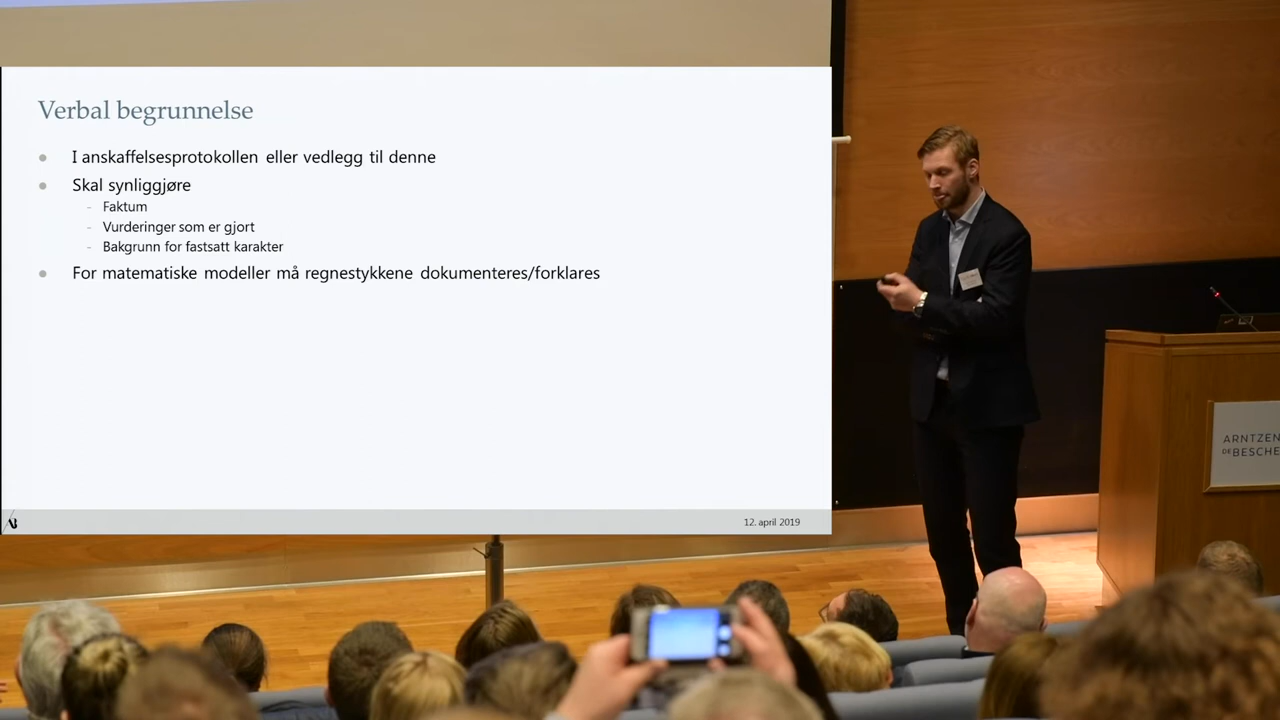 Verbal begrunnelse
I anskaffelsesprotokollen eller vedlegg til denne
Skal synliggjøre
- Faktum
- Vurderinger som er gjort
- Bakgrunn for fastsatt karakter
For matematiske modeller må regnestykkene dokumenteres/forklares
12. april 2019
ARNTZEN
DE BESCHE